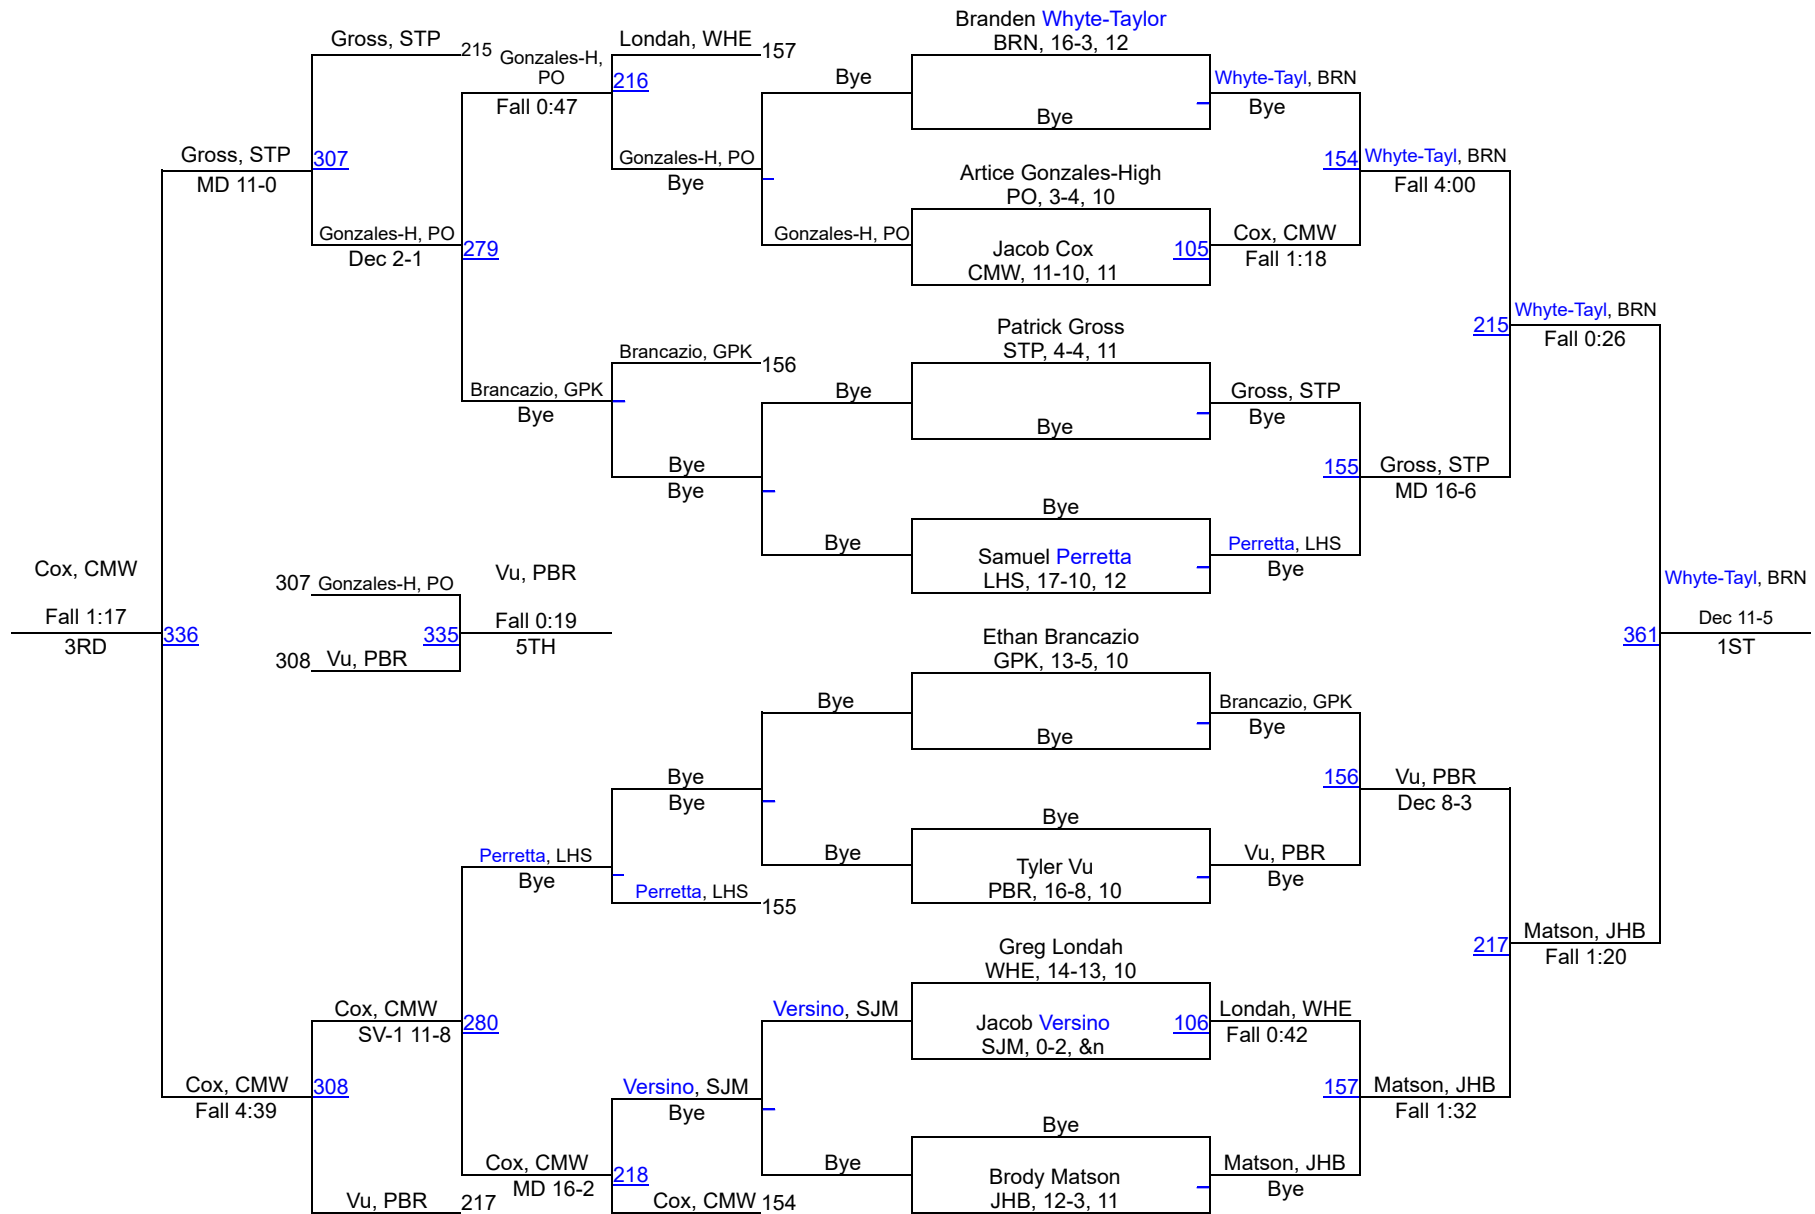 Branden Whyte-Taylor
BRN, 16-3, 12
Gross, STP
215
Gonzales-H,
PO
Londah, WHE
157
216
Bye
Whyte-Tayl, BRN
Fall 0:47
Bye
Bye
Gross, STP
307
MD 11-0
Gonzales-H, PO
Bye
154
Whyte-Tayl, BRN
Fall 4:00
Artice Gonzales-High
PO, 3-4, 10
Gonzales-H, PO
Dec 2-1
279
Gonzales-H, PO
Jacob Cox
CMW, 11-10, 11
105
Cox, CMW
Fall 1:18
Patrick Gross
STP, 4-4, 11
215
Whyte-Tayl, BRN
Fall 0:26
Brancazio, GPK
156
Brancazio, GPK
Bye
Bye
Bye
Gross, STP
Bye
Bye
Bye
155
Gross, STP
MD 16-6
Bye
Bye
Samuel Perretta
LHS, 17-10, 12
Perretta, LHS
Bye
Cox, CMW
Fall 1:17
3RD
336
307
Gonzales-H, PO
308
Vu, PBR
335
Vu, PBR
Fall 0:19
5TH
Whyte-Tayl, BRN
Dec 11-5
1ST
361
Ethan Brancazio
GPK, 13-5, 10
Bye
Bye
Brancazio, GPK
Bye
Bye
Bye
156
Vu, PBR
Dec 8-3
Bye
Perretta, LHS
Bye
Bye
Tyler Vu
PBR, 16-8, 10
Vu, PBR
Bye
Perretta, LHS
155
Greg Londah
WHE, 14-13, 10
217
Matson, JHB
Fall 1:20
Cox, CMW
SV-1 11-8
280
Versino, SJM
Jacob Versino
SJM, 0-2, &n
106
Londah, WHE
Fall 0:42
Cox, CMW
Fall 4:39
308
Versino, SJM
Bye
157
Matson, JHB
Fall 1:32
Bye
Cox, CMW
MD 16-2
218
Bye
Brody Matson
JHB, 12-3, 11
Matson, JHB
Bye
Vu, PBR
217
Cox, CMW
154